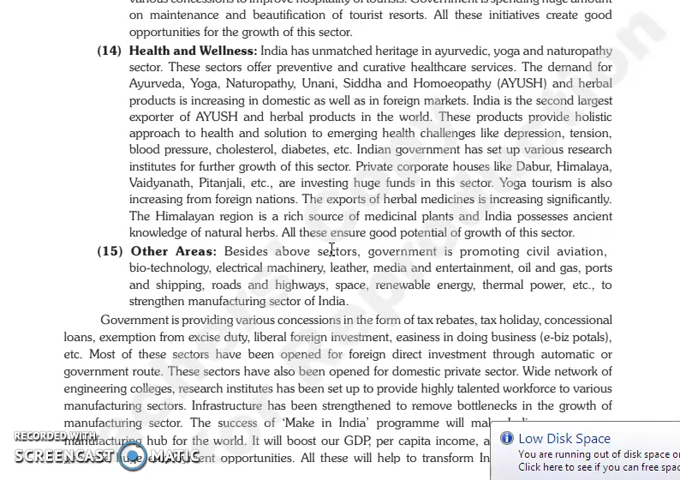 various concessions to improve hospitality of tourists. Government is spending huge amount
on maintenance and beautification of tourist resorts. All these initiatives create good
opportunities for the growth of this sector.
(14) Health and Wellness: India has unmatched heritage in ayurvedic, yoga and naturopathy
sector. These sectors offer preventive and curative healthcare services. The demand for
Ayurveda, Yoga, Naturopathy, Unani, Siddha and Homoeopathy (AYUSH) and herbal
products is increasing in domestic as well as in foreign markets. India is the second largest
exporter of AYUSH and herbal products in the world. These products provide holistic
approach to health and solution to emerging health challenges like depression, tension,
blood pressure, cholesterol, diabetes, etc. Indian government has set up various research
institutes for further growth of this sector. Private corporate houses like Dabur, Himalaya,
Vaidyanath, Pitanjali, etc., are investing huge funds in this sector. Yoga tourism is also
increasing from foreign nations. The exports of herbal medicines is increasing significantly.
The Himalayan region is a rich source of medicinal plants and India possesses ancient
knowledge of natural herbs. All these ensure good potential of growth of this sector.
(15) Other Areas: Besides above sectors, government is promoting civil aviation,
bio-technology, electrical machinery, leather, media and entertainment, oil and gas, ports
and shipping, roads and highways, space, renewable energy, thermal power, etc., to
strengthen manufacturing sector of India.
Government is providing various concessions in the form of tax rebates, tax holiday, concessional
loans, exemption from excise duty, liberal foreign investment, easiness in doing business (e-biz potals),
etc. Most of these sectors have been opened for foreign direct investment through automatic or
government route. These sectors have also been opened for domestic private sector. Wide network of
engineering colleges, research institutes has been set up to provide highly talented workforce to various
manufacturing sectors. Infrastructure has been strengthened to remove bottlenecks in the growth of
manufacturing sector. The success of 'Make in India' programme will
manufacturing hub for the world. It will boost our GDP, per capita income,
opportunities. All these will help to transform
RECORDED WITH
SCREENCAST MATIC
Low Disk Space
You are running out of disk space
Click here to see if you can free